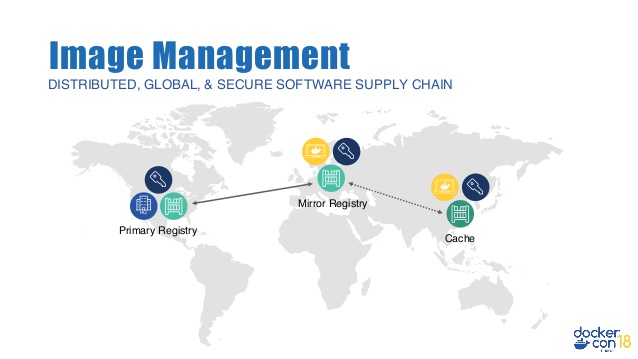 Image Management
DISTRIBUTED, GLOBAL, & SECURE SOFTWARE SUPPLY CHAIN
Mirror Registry
Primary Registry
Cache
docker
con 18